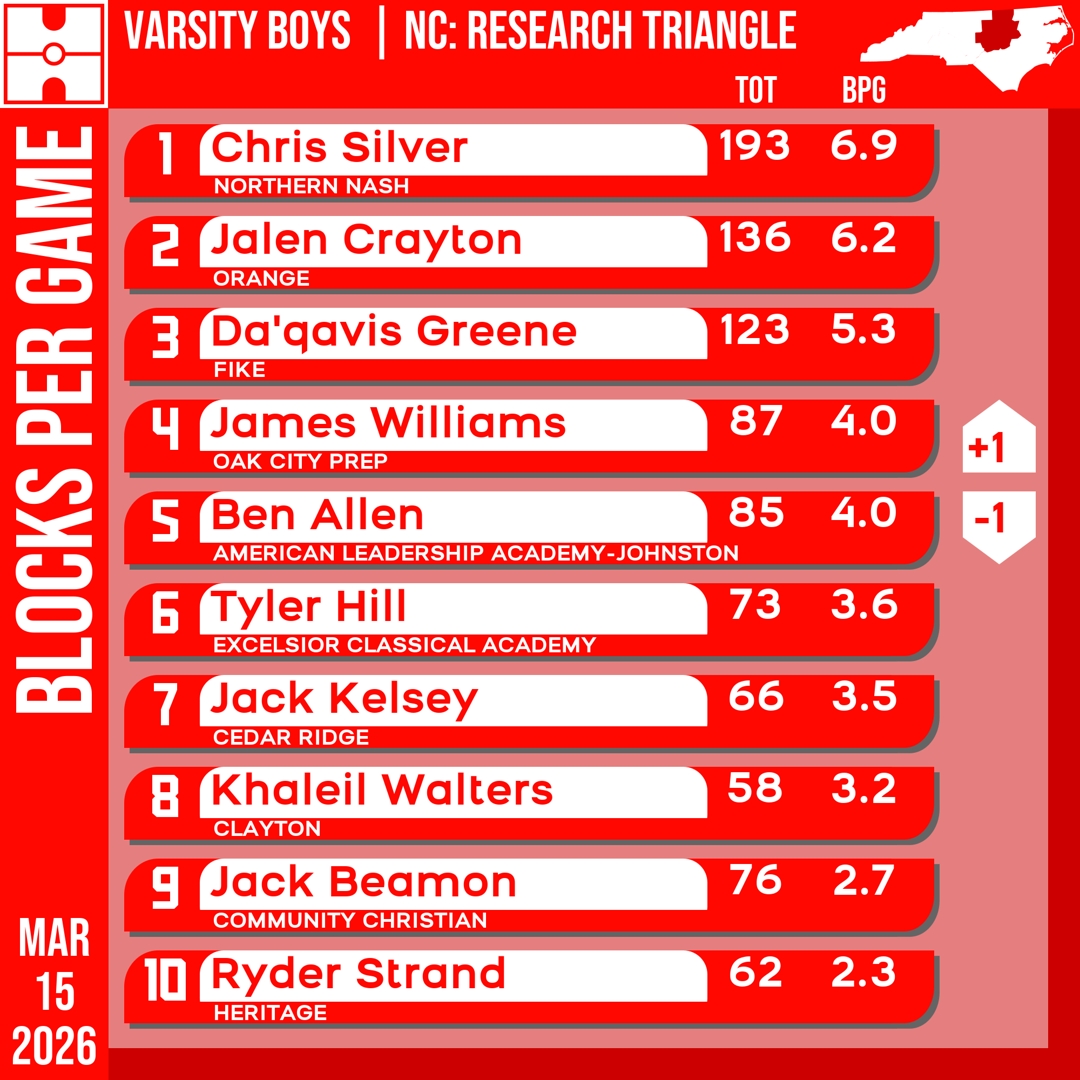 VARSITY BOYS | NC: RESEARCH TRIANGLE
TOT BPG
BLOCKS PER GAME
1 Chris Silver 193 6.9
NORTHERN NASH
2 Jalen Crayton 136 6.2
ORANGE
3 Da'qavis Greene 123 5.3
FIKE
4 James Williams 87 4.0 +1
OAK CITY PREP
5 Ben Allen 85 4.0 -1
AMERICAN LEADERSHIP ACADEMY-JOHNSTON
6 Tyler Hill 73 3.6
EXCELSIOR CLASSICAL ACADEMY
7 Jack Kelsey 66 3.5
CEDAR RIDGE
8 Khaleil Walters 58 3.2
CLAYTON
9 Jack Beamon 76 2.7
COMMUNITY CHRISTIAN
10 Ryder Strand 62 2.3
HERITAGE
MAR
15
2026